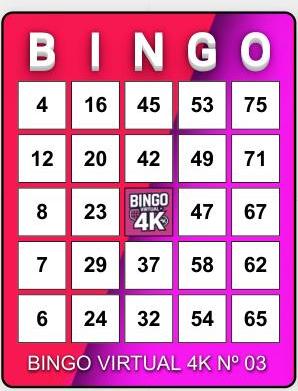 B I N G O
4 16 45 53 75
12 20 42 49 71
8 23 BINGO VIRTUAL 4K 47 67
7 29 37 58 62
6 24 32 54 65
BINGO VIRTUAL 4K Nº 03